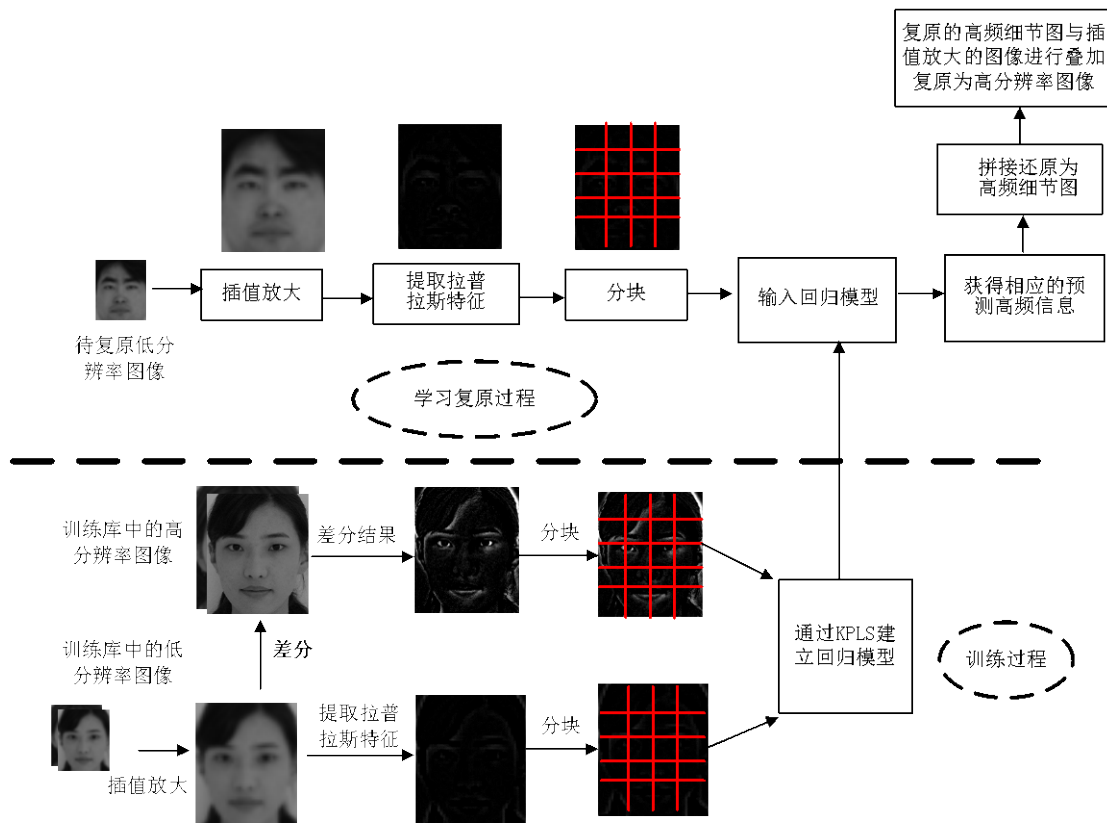 复原的高频细节图与插
值放大的图像进行叠加
复原为高分辨率图像
拼接还原为
高频细节图
插值放大
提取拉普
拉斯特征
分块
输入回归模型
获得相应的预
测高频信息
待复原低分
辨率图像
学习复原过程
训练库中的高
分辨率图像
差分结果
分块
训练库中的低
分辨率图像
差分
通过KPLS建
立回归模型
训练过程
提取拉普
拉斯特征
分块
插值放大